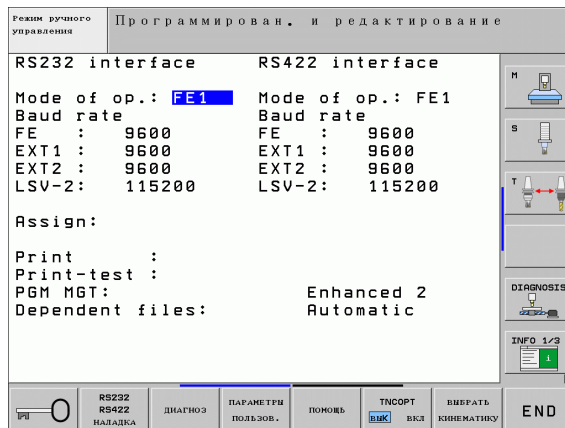 Режим ручного
управления
Программирован. и редактирование
RS232 interface RS422 interface
Mode of op.: FE1 Mode of op.: FE1
Baud rate Baud rate
FE : 9600 FE : 9600
EXT1 : 9600 EXT1 : 9600
EXT2 : 9600 EXT2 : 9600
LSV-2: 115200 LSV-2: 115200
Assign:
Print :
Print-test :
PGM MGT: Enhanced 2
Dependent files: Automatic
M
S
T
DIAGNOSIS
INFO 1/3
i
RS232
RS422
НАЛАДКА
ДИАГНОЗ
ПАРАМЕТРЫ
ПОЛЬЗОВ.
ПОМОЩЬ
TNCOPT
ВЫК ВКЛ
ВЫБРАТЬ
КИНЕМАТИКУ
END